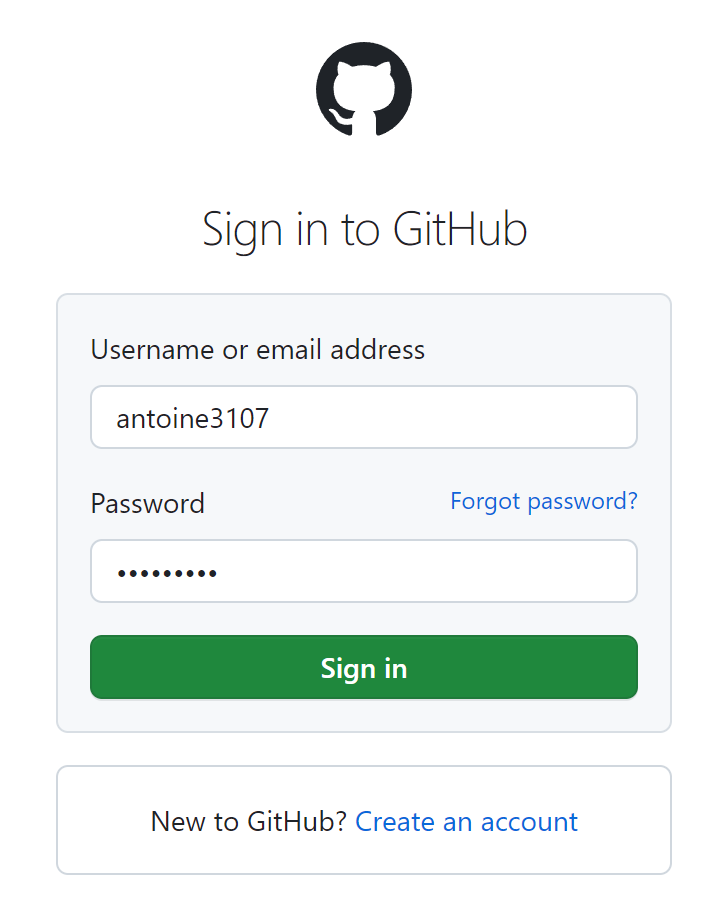 Sign in to GitHub
Username or email address
antoine3107
Password Forgot password?
•••••••••
Sign in
New to GitHub? Create an account